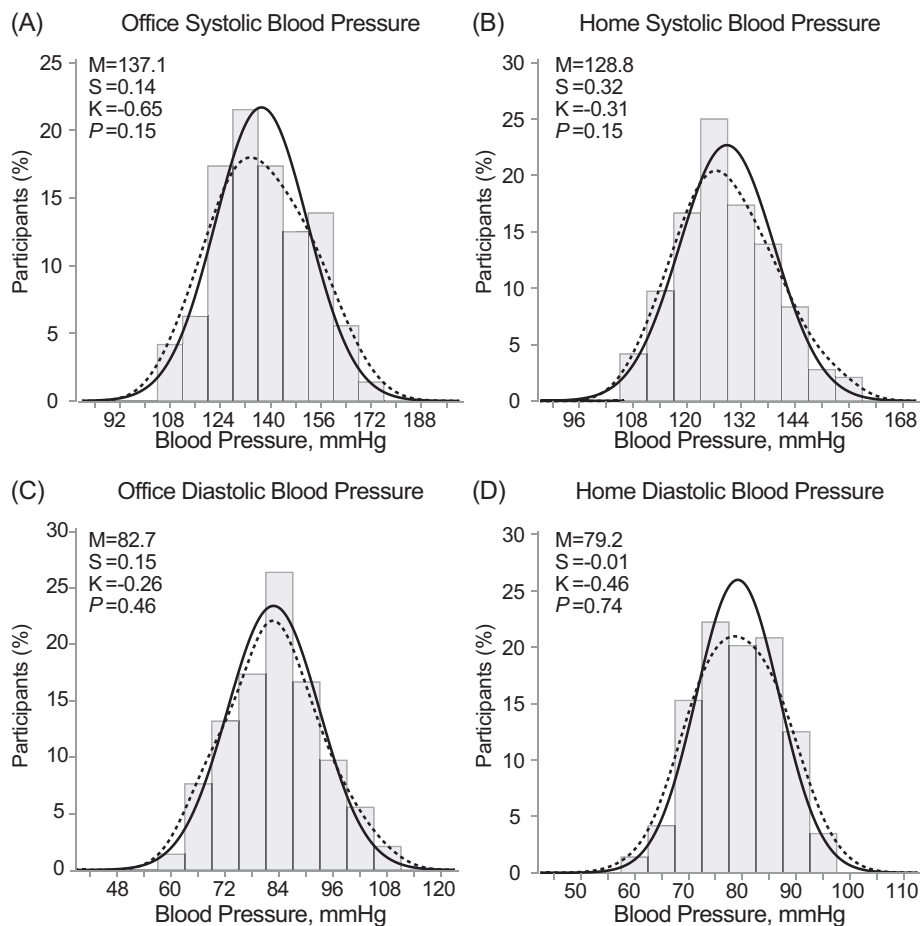 (A) Office Systolic Blood Pressure
M=137.1
S=0.14
K=-0.65
P=0.15
Participants (%)
25
20
15
10
5
0
92 108 124 140 156 172 188
Blood Pressure, mmHg
(B) Home Systolic Blood Pressure
M=128.8
S=0.32
K=-0.31
P=0.15
Participants (%)
30
25
20
15
10
5
0
96 108 120 132 144 156 168
Blood Pressure, mmHg
(C) Office Diastolic Blood Pressure
M=82.7
S=0.15
K=-0.26
P=0.46
Participants (%)
30
25
20
15
10
5
0
48 60 72 84 96 108 120
Blood Pressure, mmHg
(D) Home Diastolic Blood Pressure
M=79.2
S=-0.01
K=-0.46
P=0.74
Participants (%)
30
25
20
15
10
5
0
50 60 70 80 90 100 110
Blood Pressure, mmHg